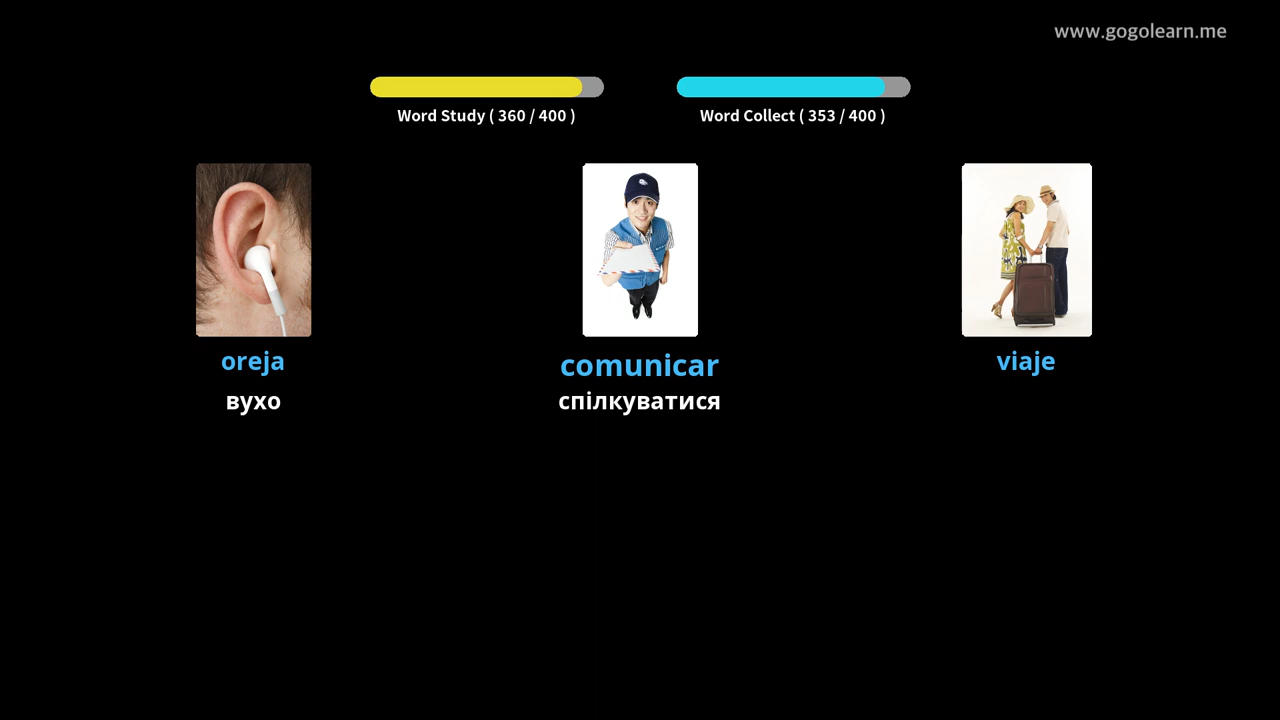 www.gogolearn.me
Word Study ( 360 / 400 )
Word Collect ( 353 / 400 )
oreja
comunicar
viaje
вухо
спілкуватися